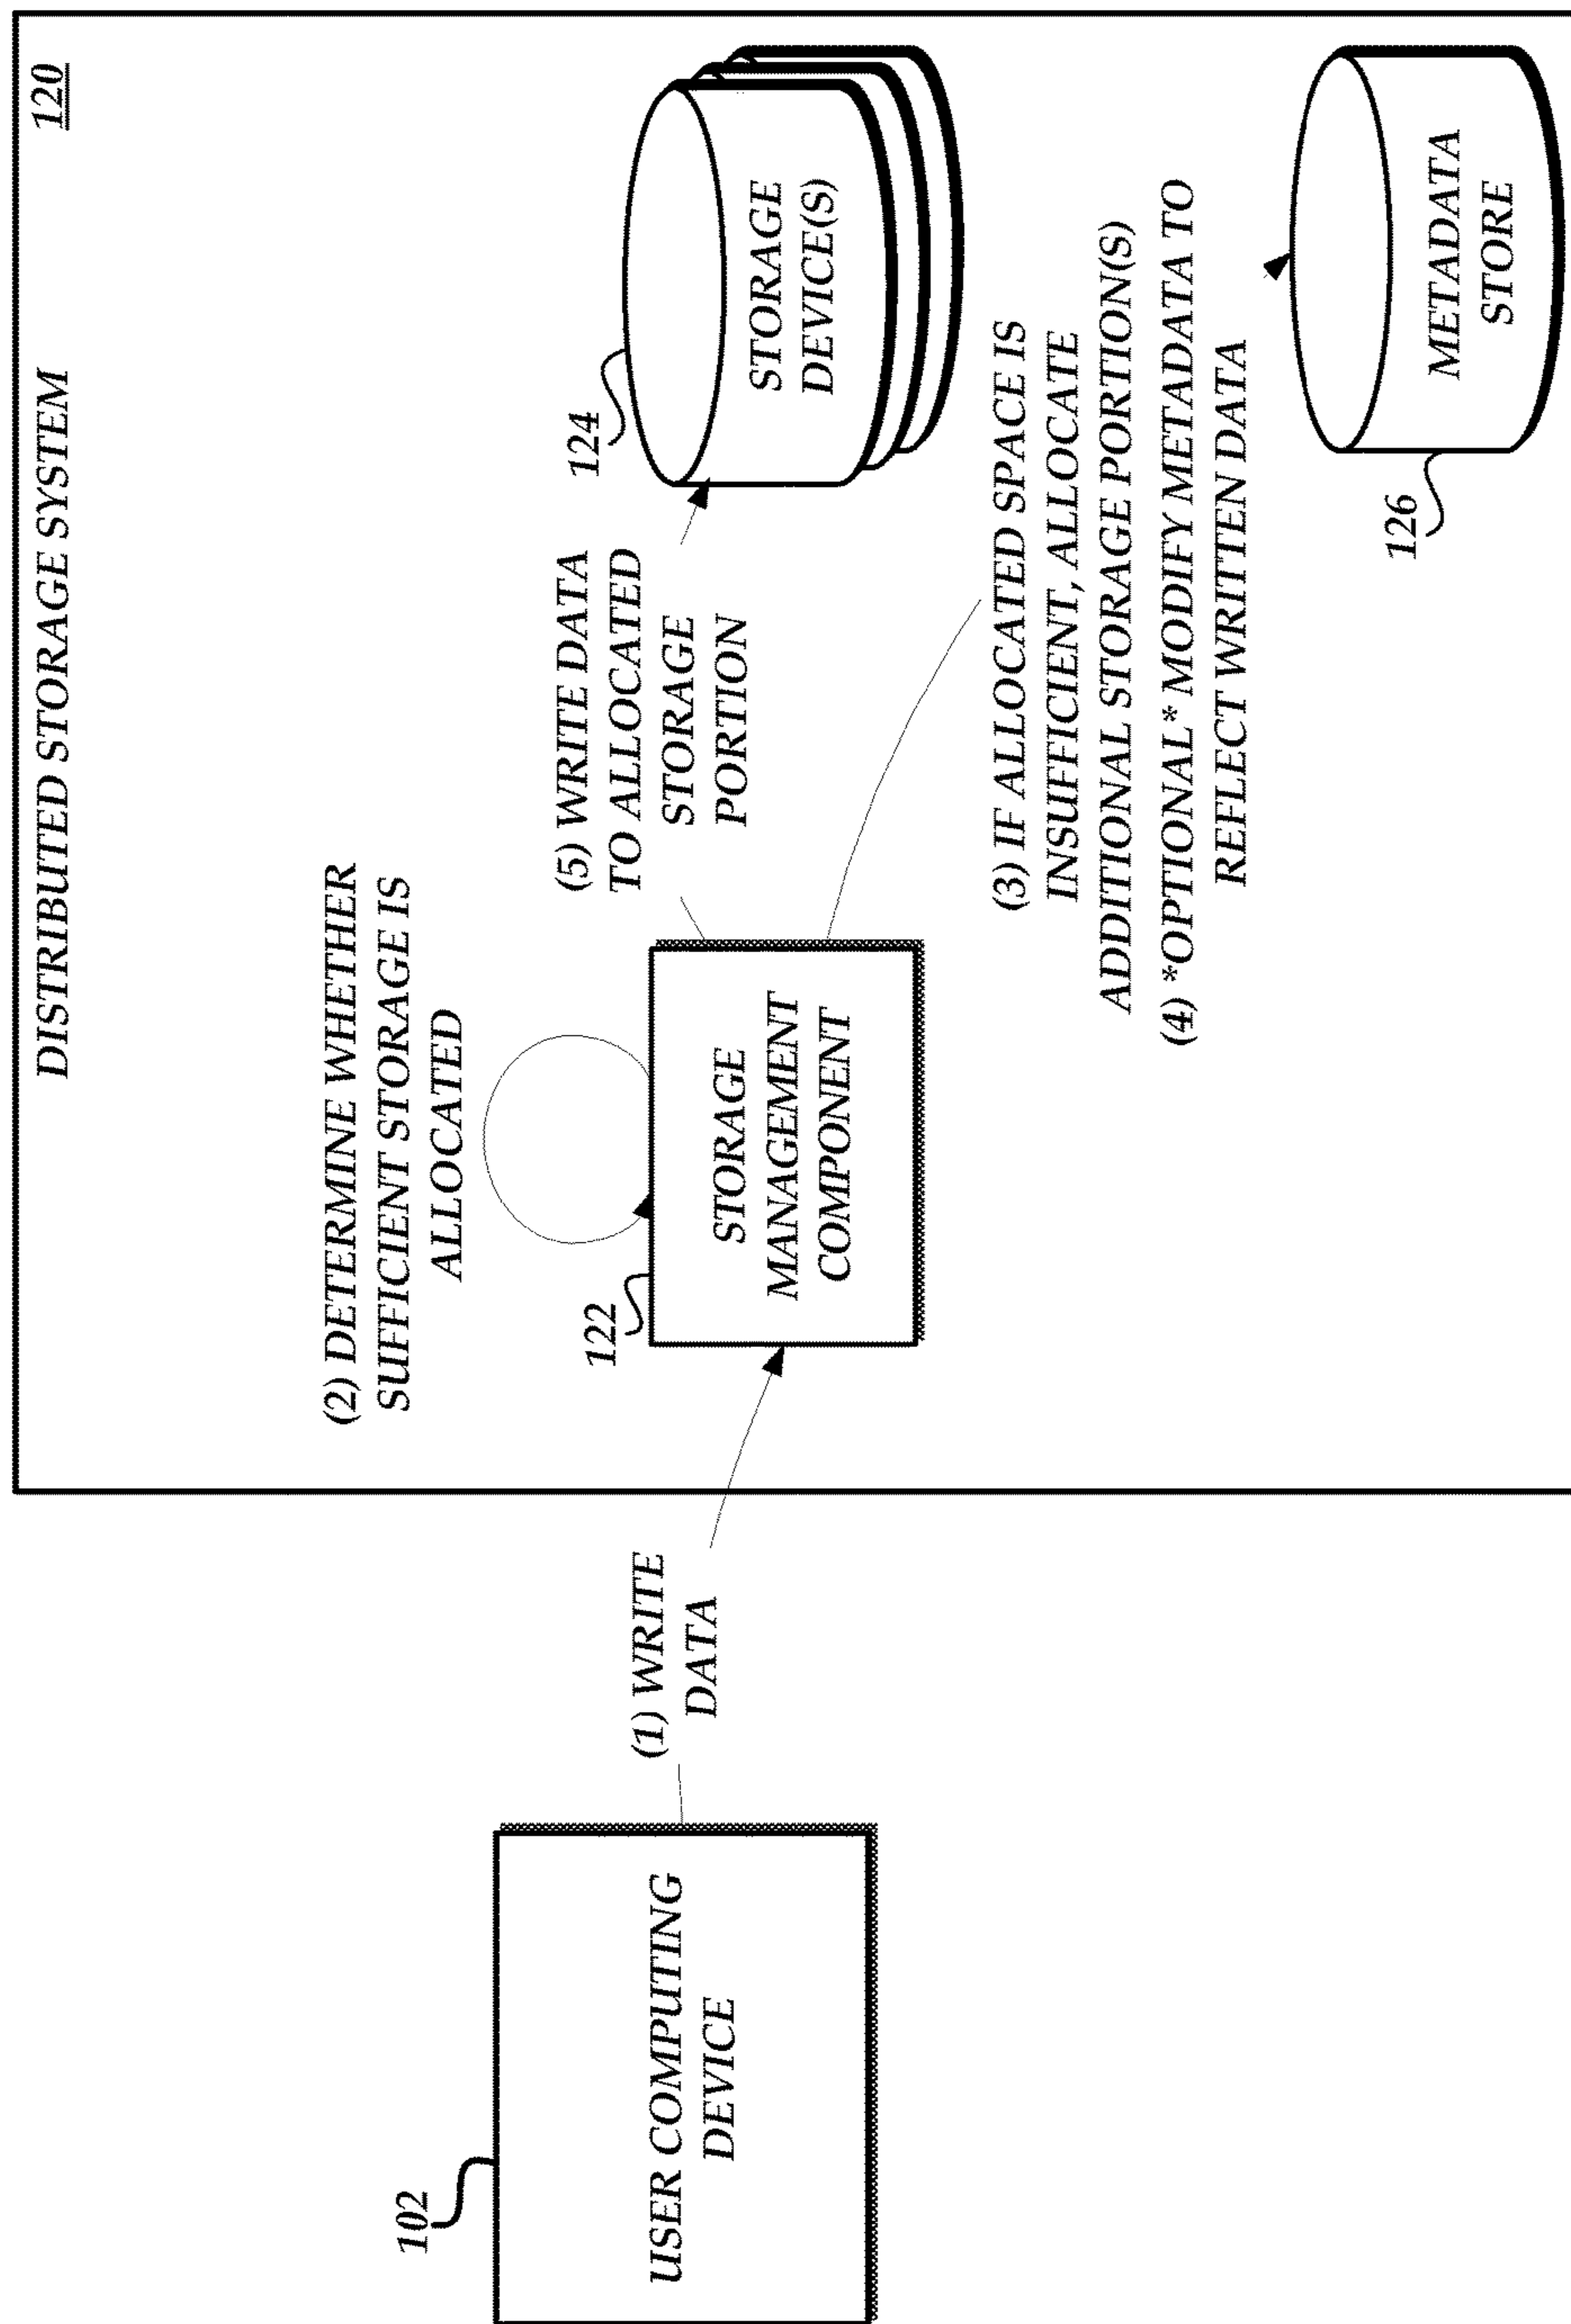 DISTRIBUTED STORAGE SYSTEM
120
(2) DETERMINE WHETHER
SUFFICIENT STORAGE IS
ALLOCATED
102
USER COMPUTING
DEVICE
(1) WRITE
DATA
122
STORAGE
MANAGEMENT
COMPONENT
(5) WRITE DATA
TO ALLOCATED
STORAGE
PORTION
124
STORAGE
DEVICE(S)
(3) IF ALLOCATED SPACE IS
INSUFFICIENT, ALLOCATE
ADDITIONAL STORAGE PORTION(S)
(4) *OPTIONAL* MODIFY METADATA TO
REFLECT WRITTEN DATA
126
METADATA
STORE